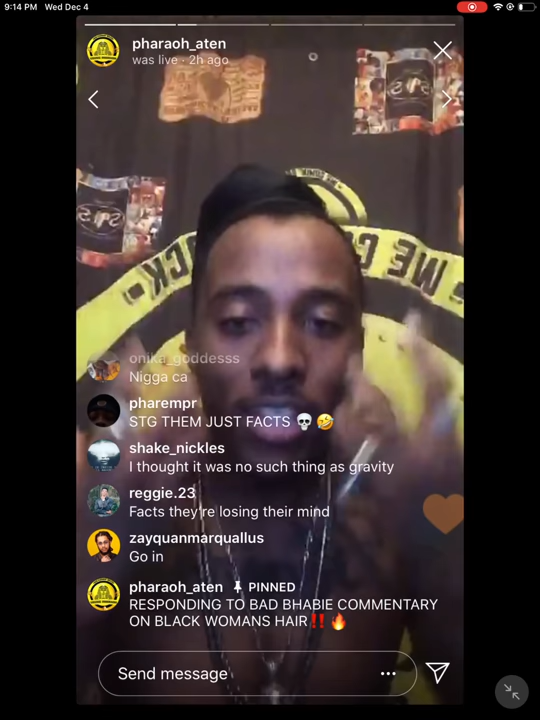 9:14 PM Wed Dec 4
pharaoh_aten
was live · 2h ago
onika_goddesss
Nigga ca
pharempr
STG THEM JUST FACTS 💀🤣
shake_nickles
I thought it was no such thing as gravity
reggie.23
Facts they're losing their mind
zayquanmarquallus
Go in
pharaoh_aten PINNED
RESPONDING TO BAD BHABIE COMMENTARY
ON BLACK WOMANS HAIR‼️🔥
Send message